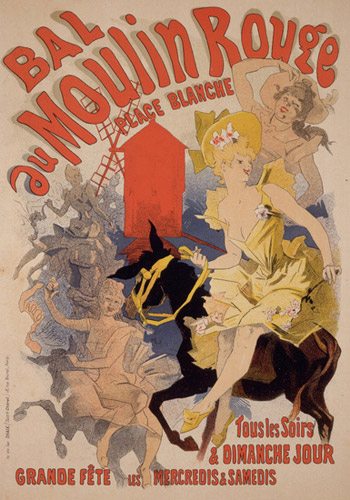 BAL
au MOULIN ROUGE
PLACE BLANCHE
TOUS les SOIRS
& DIMANCHE JOUR
GRANDE FÊTE LES MERCREDIS & SAMEDIS